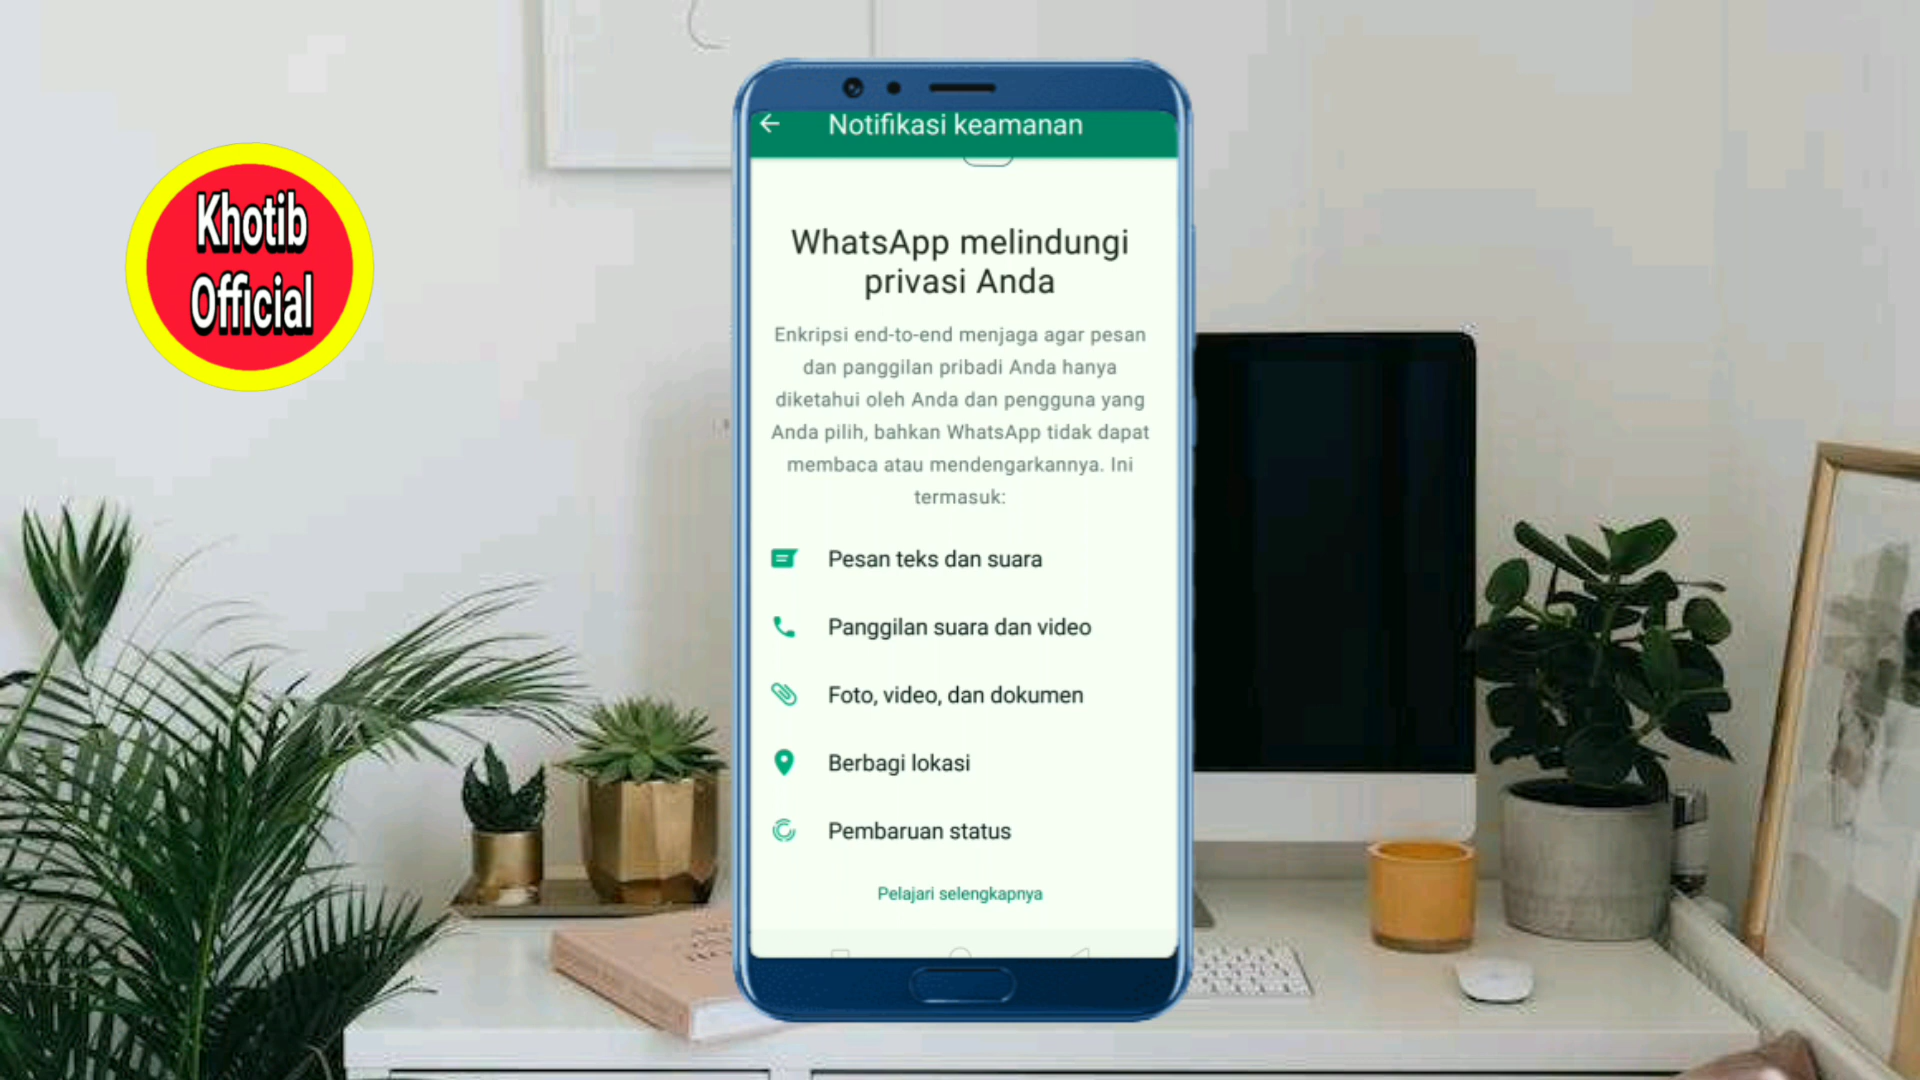 Khotib
Official
Notifikasi keamanan
WhatsApp melindungi
privasi Anda
Enkripsi end-to-end menjaga agar pesan
dan panggilan pribadi Anda hanya
diketahui oleh Anda dan pengguna yang
Anda pilih, bahkan WhatsApp tidak dapat
membaca atau mendengarkannya. Ini
termasuk:
Pesan teks dan suara
Panggilan suara dan video
Foto, video, dan dokumen
Berbagi lokasi
Pembaruan status
Pelajari selengkapnya